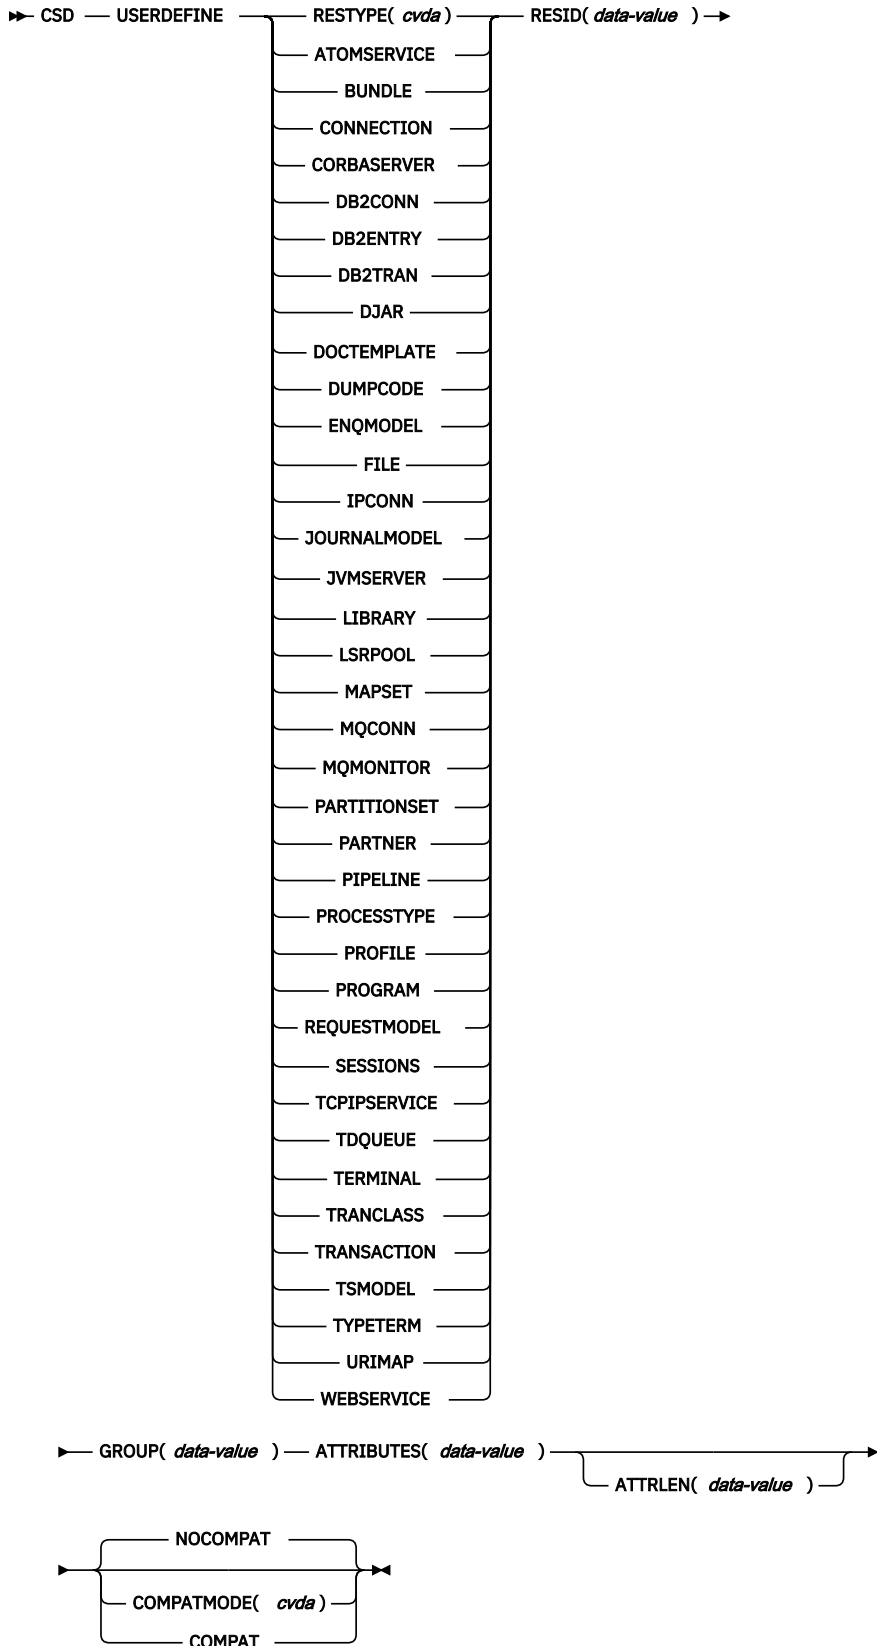 CSD USERDEFINE RESTYPE( cvda ) RESID( data-value )
ATOMSERVICE
BUNDLE
CONNECTION
CORBASERVER
DB2CONN
DB2ENTRY
DB2TRAN
DJAR
DOCTEMPLATE
DUMPCODE
ENQMODEL
FILE
IPCONN
JOURNALMODEL
JVMSERVER
LIBRARY
LSRPOOL
MAPSET
MQCONN
MQMONITOR
PARTITIONSET
PARTNER
PIPELINE
PROCESSTYPE
PROFILE
PROGRAM
REQUESTMODEL
SESSIONS
TCPIPSERVICE
TDQUEUE
TERMINAL
TRANCLASS
TRANSACTION
TSMODEL
TYPETERM
URIMAP
WEBSERVICE
GROUP( data-value ) ATTRIBUTES( data-value )
ATTRLEN( data-value )
NOCOMPAT
COMPATMODE( cvda )
COMPAT